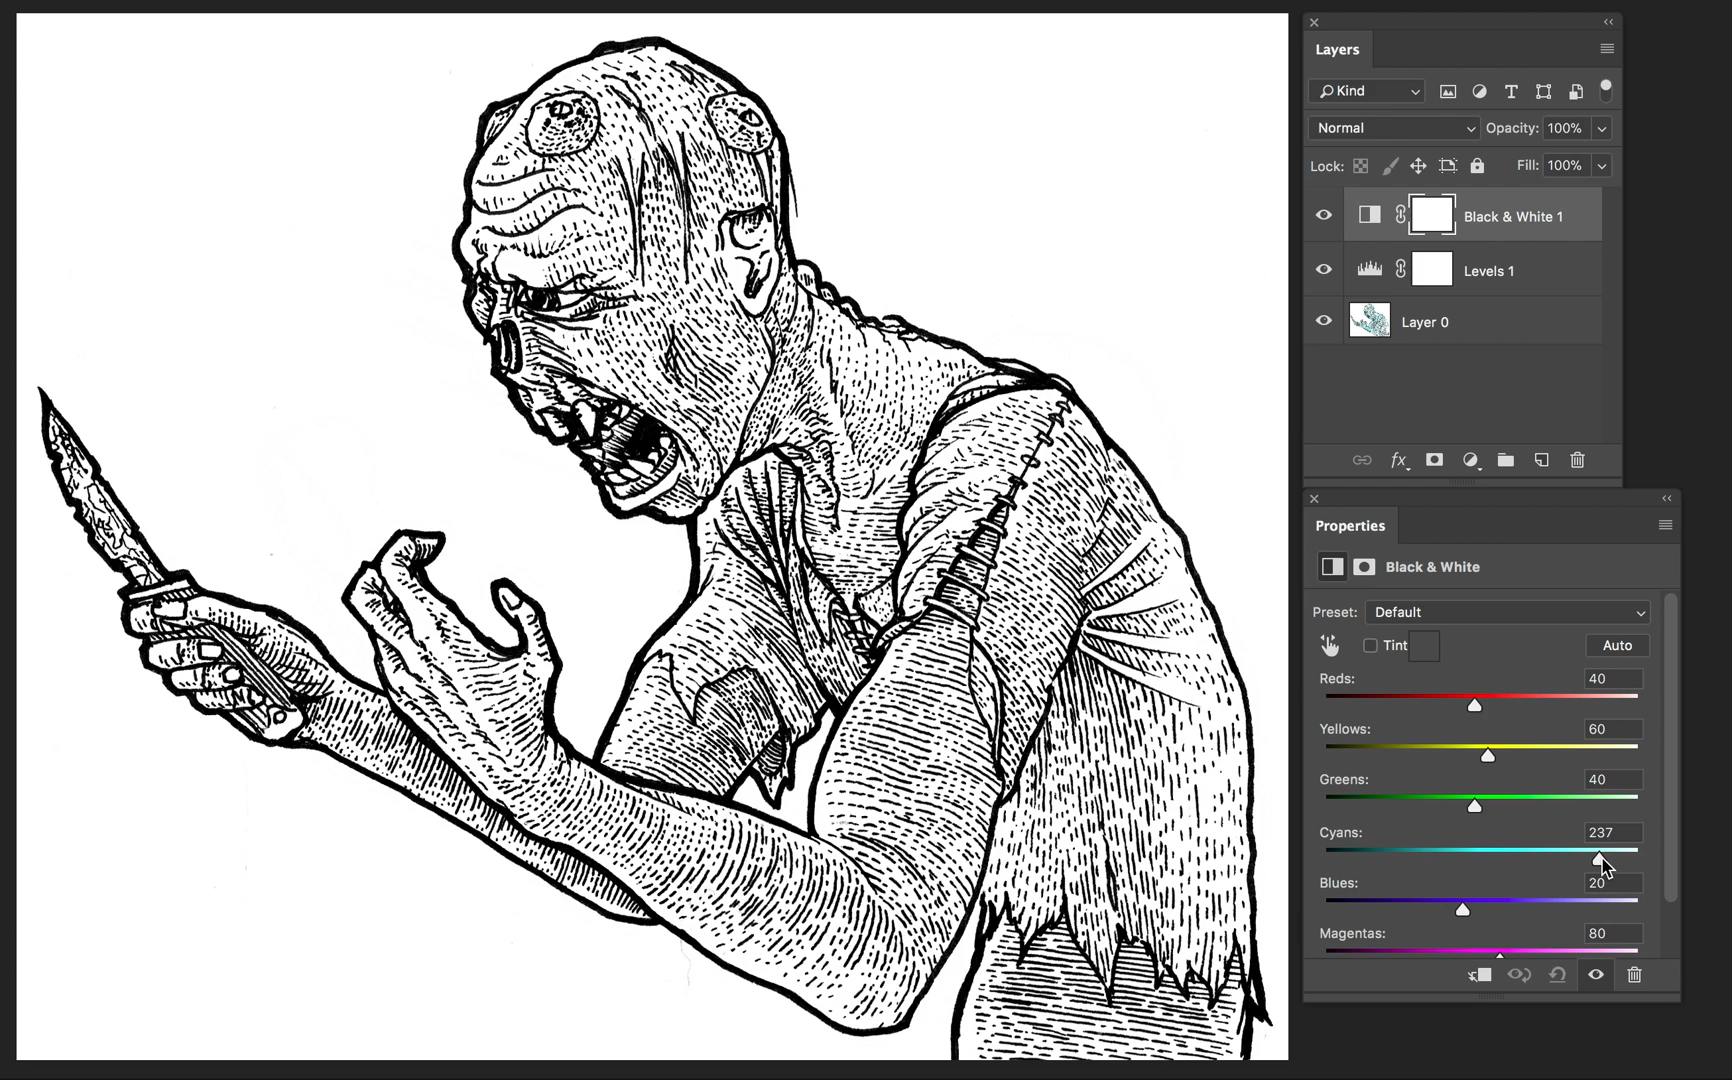 Layers
Kind
Normal Opacity: 100%
Lock: Fill: 100%
Black & White 1
Levels 1
Layer 0
fx
Properties
Black & White
Preset: Default
Tint Auto
Reds: 40
Yellows: 60
Greens: 40
Cyans: 237
Blues: 20
Magentas: 80